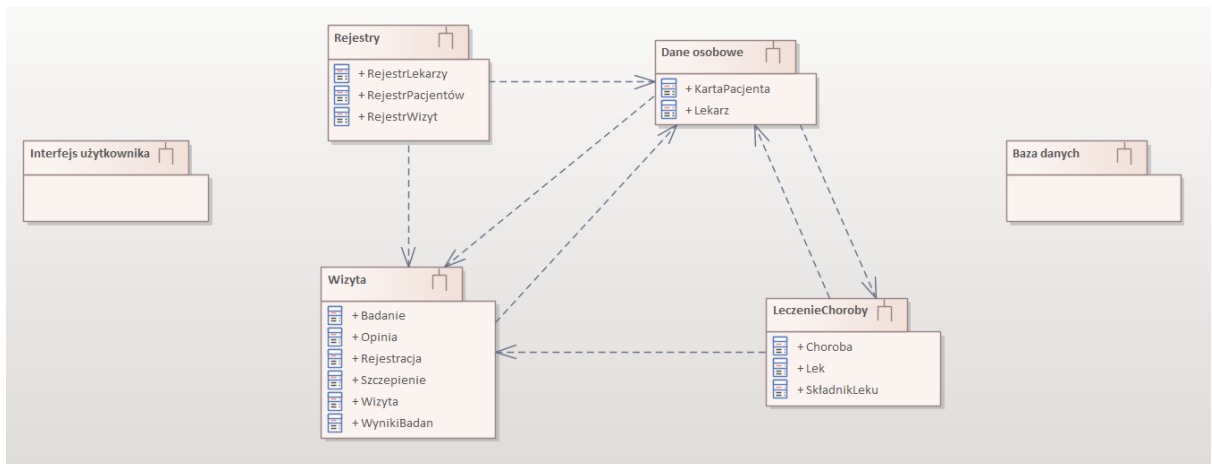 Rejestry
+ RejestrLekarzy
+ RejestrPacjentów
+ RejestrWizyt
Dane osobowe
+ KartaPacjenta
+ Lekarz
Interfejs użytkownika
Baza danych
Wizyta
+ Badanie
+ Opinia
+ Rejestracja
+ Szczepienie
+ Wizyta
+ WynikiBadan
LeczenieChoroby
+ Choroba
+ Lek
+ SkładnikLeku